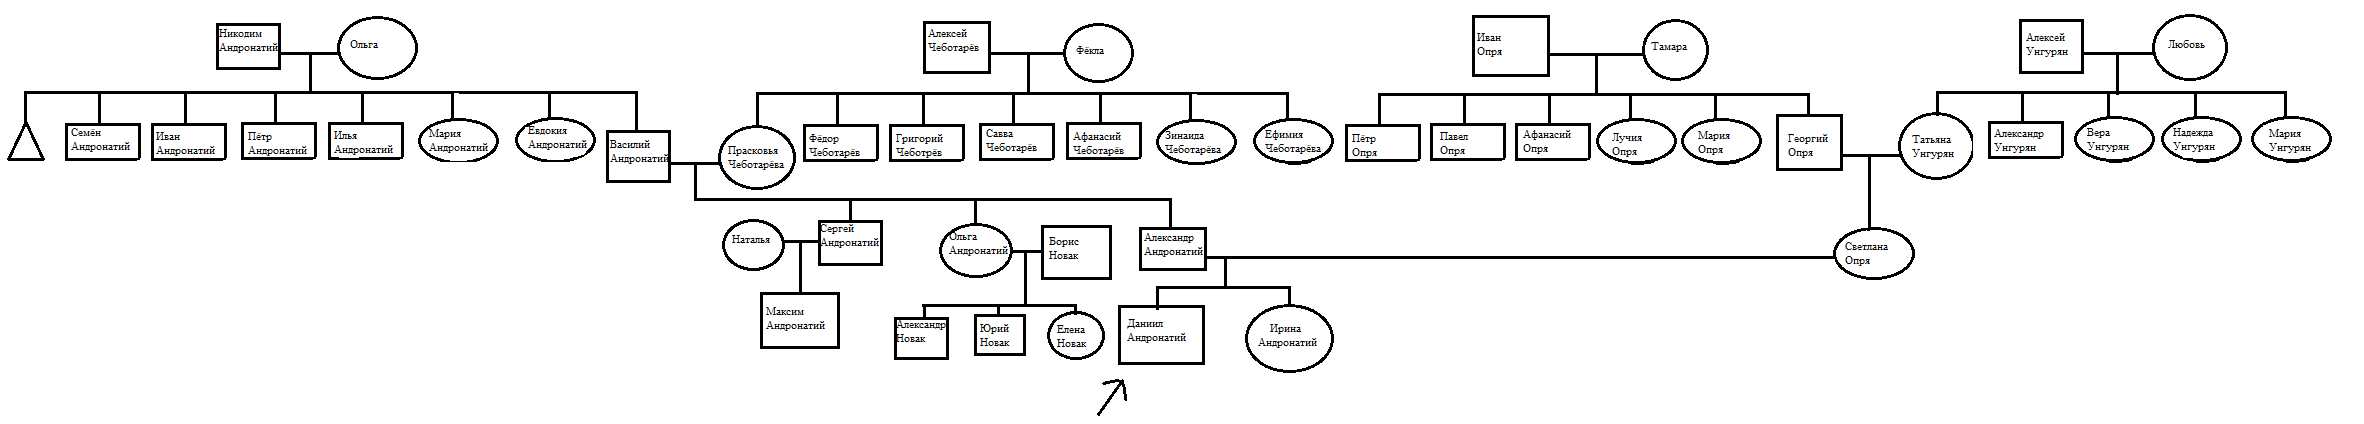 Никодим
Андронатий
Ольга
Алексей
Чеботарёв
Фёкла
Иван
Опря
Тамара
Алексей
Унгурян
Любовь
Семён
Андронатий
Иван
Андронатий
Пётр
Андронатий
Илья
Андронатий
Мария
Андронатий
Евдокия
Андронатий
Василий
Андронатий
Прасковья
Чеботарёва
Фёдор
Чеботарёв
Григорий
Чеботрёв
Савва
Чеботарёв
Афанасий
Чеботарёв
Зинаида
Чеботарёва
Ефимия
Чеботарёва
Пётр
Опря
Павел
Опря
Афанасий
Опря
Лучия
Опря
Мария
Опря
Георгий
Опря
Татьяна
Унгурян
Александр
Унгурян
Вера
Унгурян
Надежда
Унгурян
Мария
Унгурян
Наталья
Сергей
Андронатий
Ольга
Андронатий
Борис
Новак
Александр
Андронатий
Светлана
Опря
Максим
Андронатий
Александр
Новак
Юрий
Новак
Елена
Новак
Даниил
Андронатий
Ирина
Андронатий